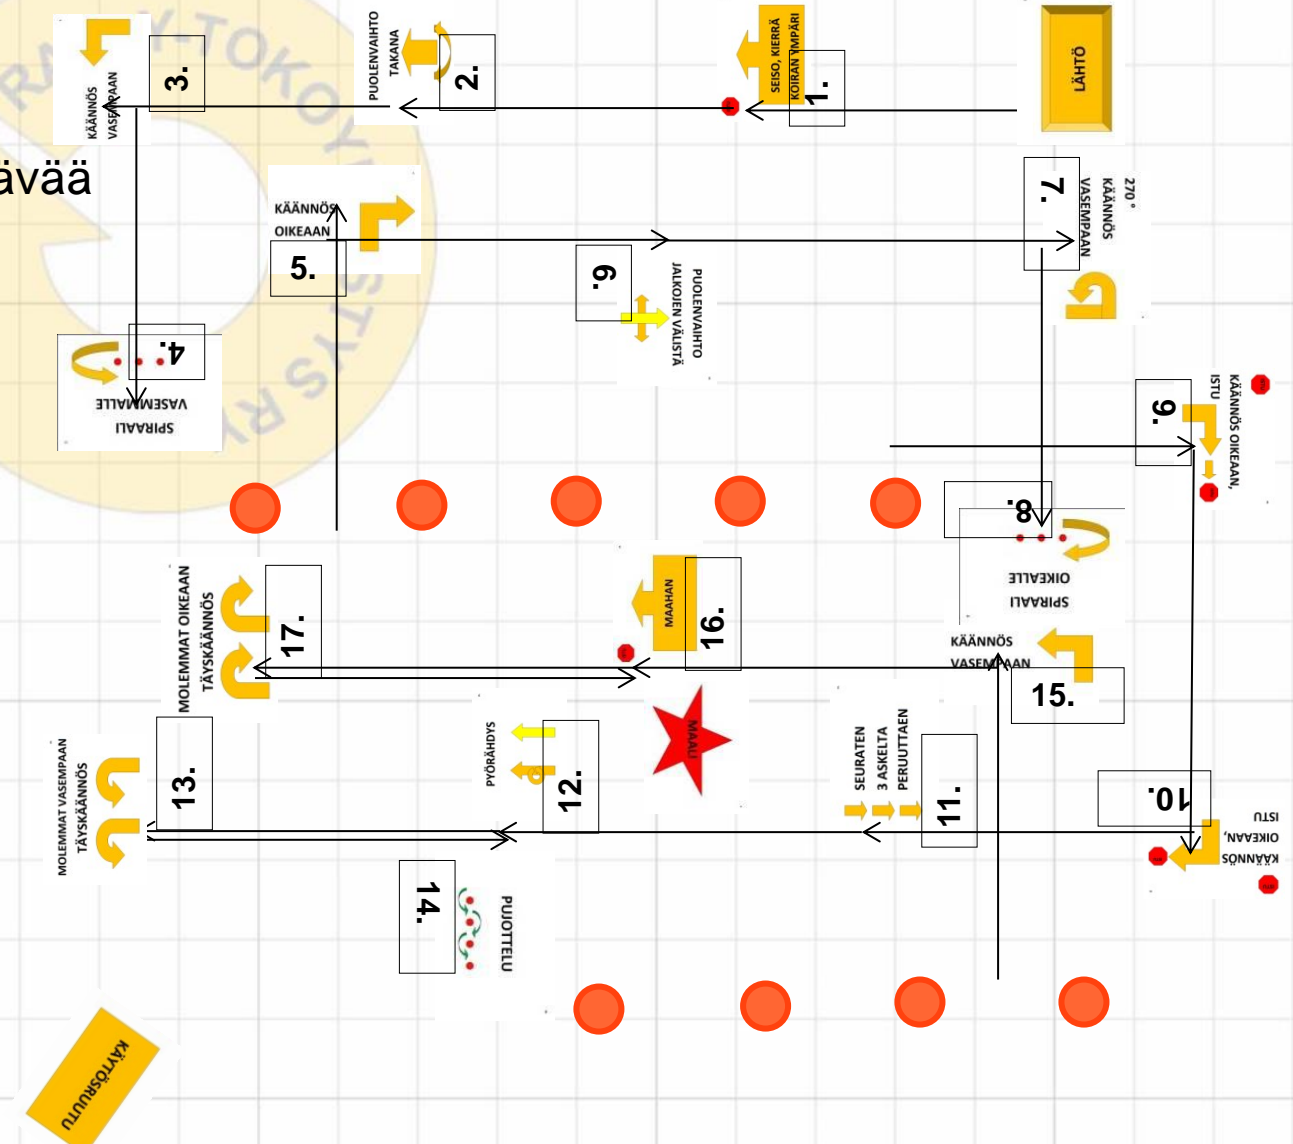 LÄHTÖ
1.
SEISO, KIERRÄ
KOIRAN YMPÄRI
2.
PUOLENVAIHTO
TAKANA
3.
KÄÄNNÖS
VASEMPAAN
ävää
4.
SPIRAALI
VASEMMALLE
5.
KÄÄNNÖS
OIKEAAN
6.
PUOLENVAIHTO
JALKOJEN VÄLISTÄ
7.
270°
KÄÄNNÖS
VASEMPAAN
8.
SPIRAALI
OIKEALLE
9.
KÄÄNNÖS OIKEAAN,
ISTU
10.
KÄÄNNÖS
OIKEAAN,
ISTU
11.
SEURATEN
3 ASKELTA
PERUUTTAEN
12.
PYÖRÄHDYS
13.
MOLEMMAT VASEMPAAN
TÄYSKÄÄNNÖS
14.
PUJOTTELU
15.
KÄÄNNÖS
VASEMPAAN
16.
MAAHAN
17.
MOLEMMAT OIKEAAN
TÄYSKÄÄNNÖS
MAALI
KÄYTÖSRUUTU